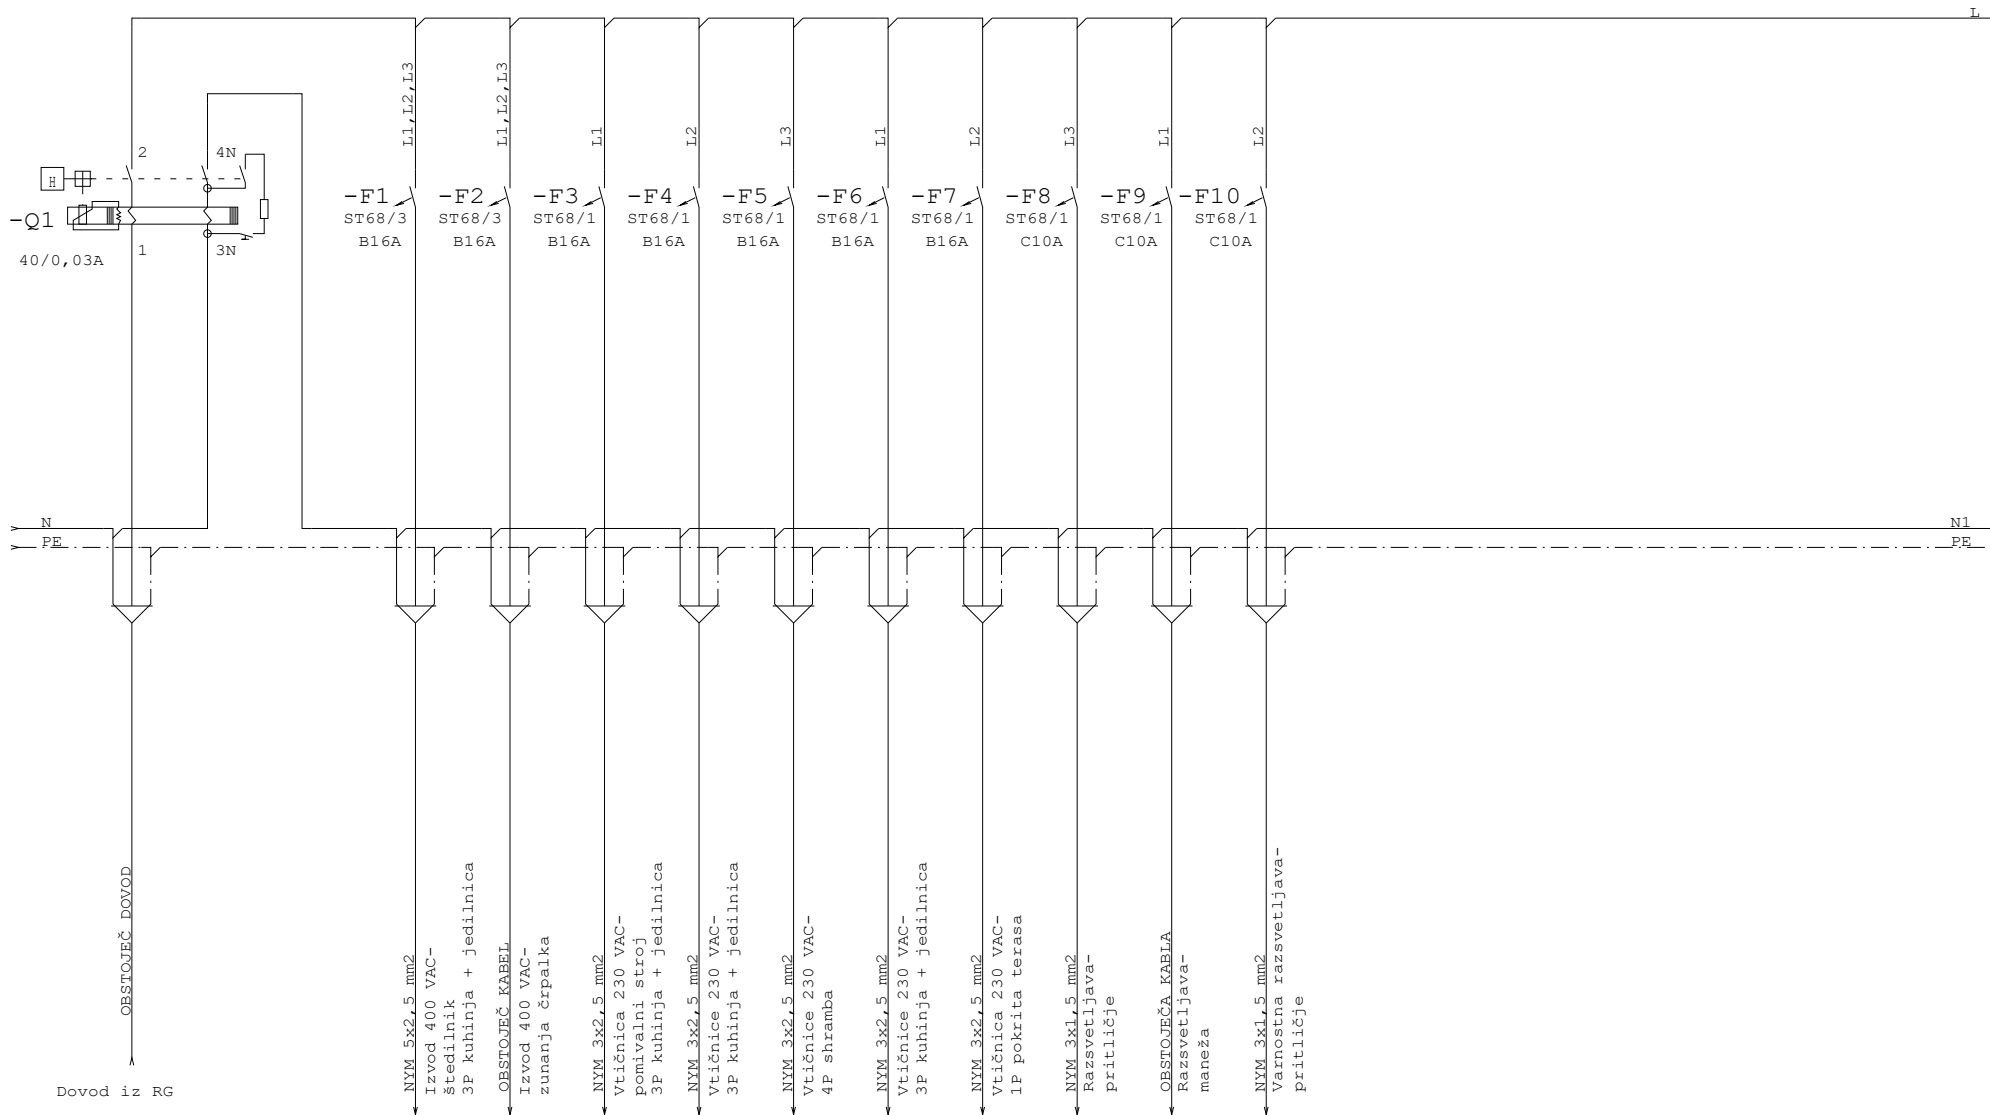 L
L1,L2,L3
L1,L2,L3
L1
L2
L3
L1
L2
L3
L1
L2
2
4N
H
-Q1
1
3N
40/0,03A
-F1
ST68/3
B16A
-F2
ST68/3
B16A
-F3
ST68/1
B16A
-F4
ST68/1
B16A
-F5
ST68/1
B16A
-F6
ST68/1
B16A
-F7
ST68/1
B16A
-F8
ST68/1
C10A
-F9
ST68/1
C10A
-F10
ST68/1
C10A
N
N1
PE
PE
OBSTOJEČ DOVOD
Dovod iz RG
NYM 5x2,5 mm2
Izvod 400 VAC-
štedilnik
3P kuhinja + jedilnica
OBSTOJEČ KABEL
Izvod 400 VAC-
zunanja črpalka
NYM 3x2,5 mm2
Vtičnica 230 VAC-
pomivalni stroj
3P kuhinja + jedilnica
NYM 3x2,5 mm2
Vtičnice 230 VAC-
3P kuhinja + jedilnica
NYM 3x2,5 mm2
Vtičnice 230 VAC-
4P shramba
NYM 3x2,5 mm2
Vtičnice 230 VAC-
3P kuhinja + jedilnica
NYM 3x2,5 mm2
Vtičnica 230 VAC-
1P pokrita terasa
NYM 3x1,5 mm2
Razsvetljava-
pritličje
OBSTOJEČA KABLA
Razsvetljava-
maneža
NYM 3x1,5 mm2
Varnostna razsvetljava-
pritličje